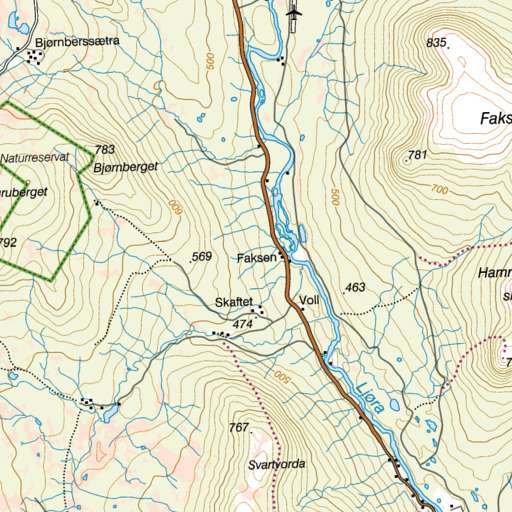 Bjørnberssætra
835
500
Faks
783
Naturreservat
781
Bjørnberget
ruberget
700
500
600
792
569
Faksen
Hamr
463
Skaftet
Voll
474
500
Ljøra
767
Svartvorda